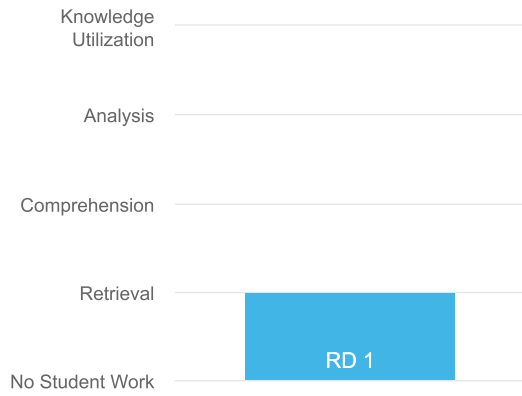 Knowledge
Utilization
Analysis
Comprehension
Retrieval
RD 1
No Student Work